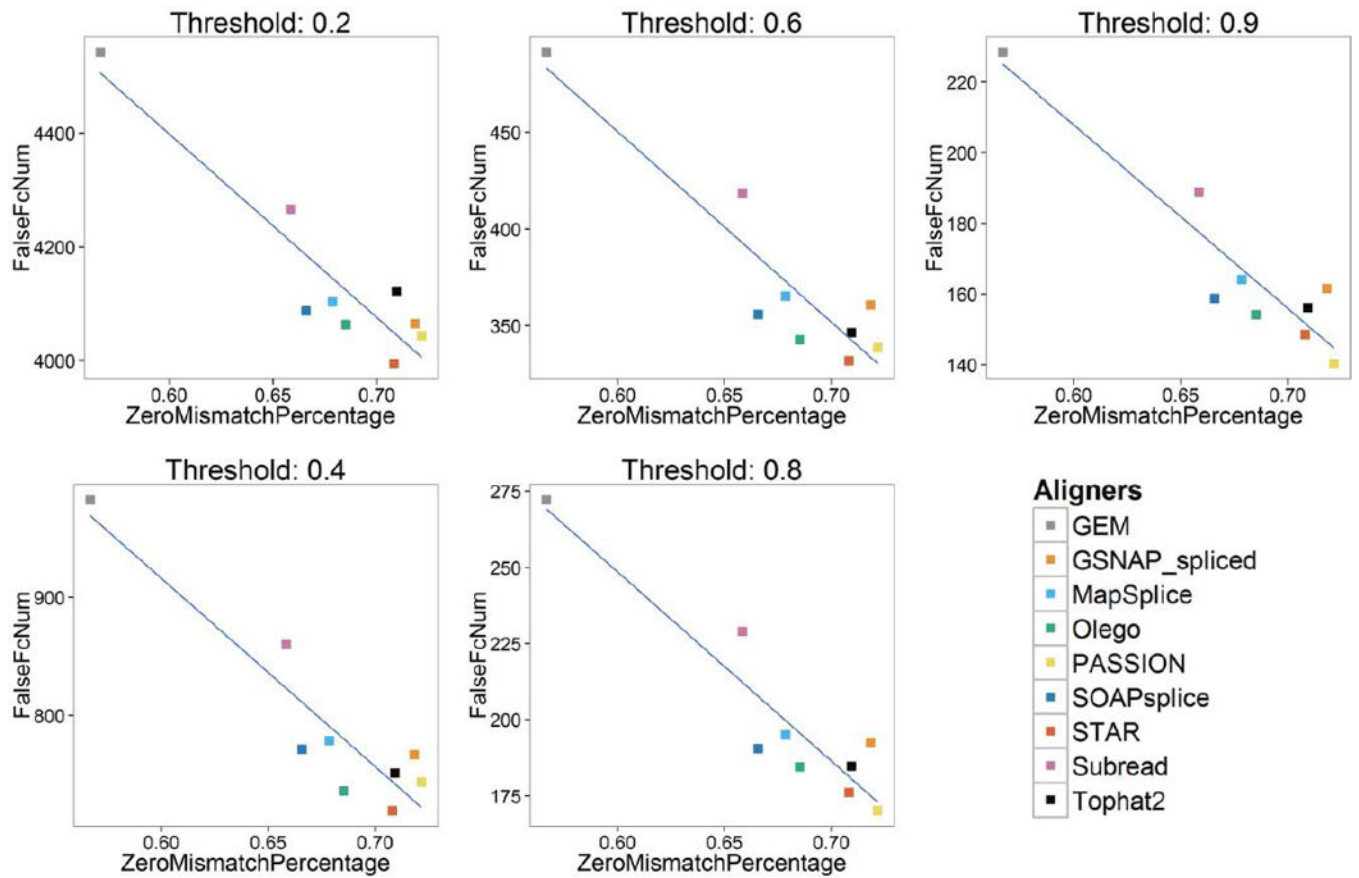 Threshold: 0.2
FalseFcNum
4400
4200
4000
0.60 0.65 0.70
ZeroMismatchPercentage
Threshold: 0.6
FalseFcNum
450
400
350
0.60 0.65 0.70
ZeroMismatchPercentage
Threshold: 0.9
FalseFcNum
220
200
180
160
140
0.60 0.65 0.70
ZeroMismatchPercentage
Threshold: 0.4
FalseFcNum
900
800
0.60 0.65 0.70
ZeroMismatchPercentage
Threshold: 0.8
FalseFcNum
275
250
225
200
175
0.60 0.65 0.70
ZeroMismatchPercentage
Aligners
GEM
GSNAP_spliced
MapSplice
Olego
PASSION
SOAPsplice
STAR
Subread
Tophat2